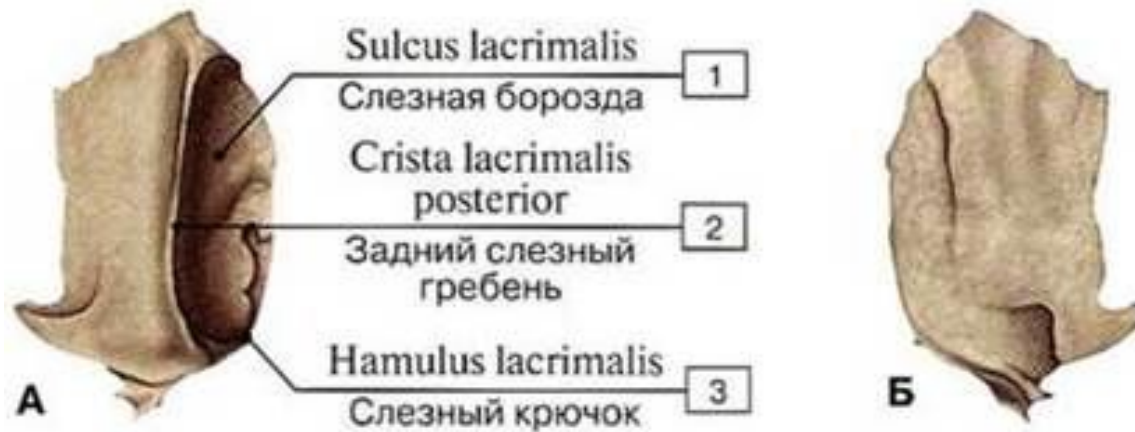 Sulcus lacrimalis
1
Слезная борозда
Crista lacrimalis
posterior
2
Задний слезный
гребень
Hamulus lacrimalis
3
Слезный крючок
А
Б